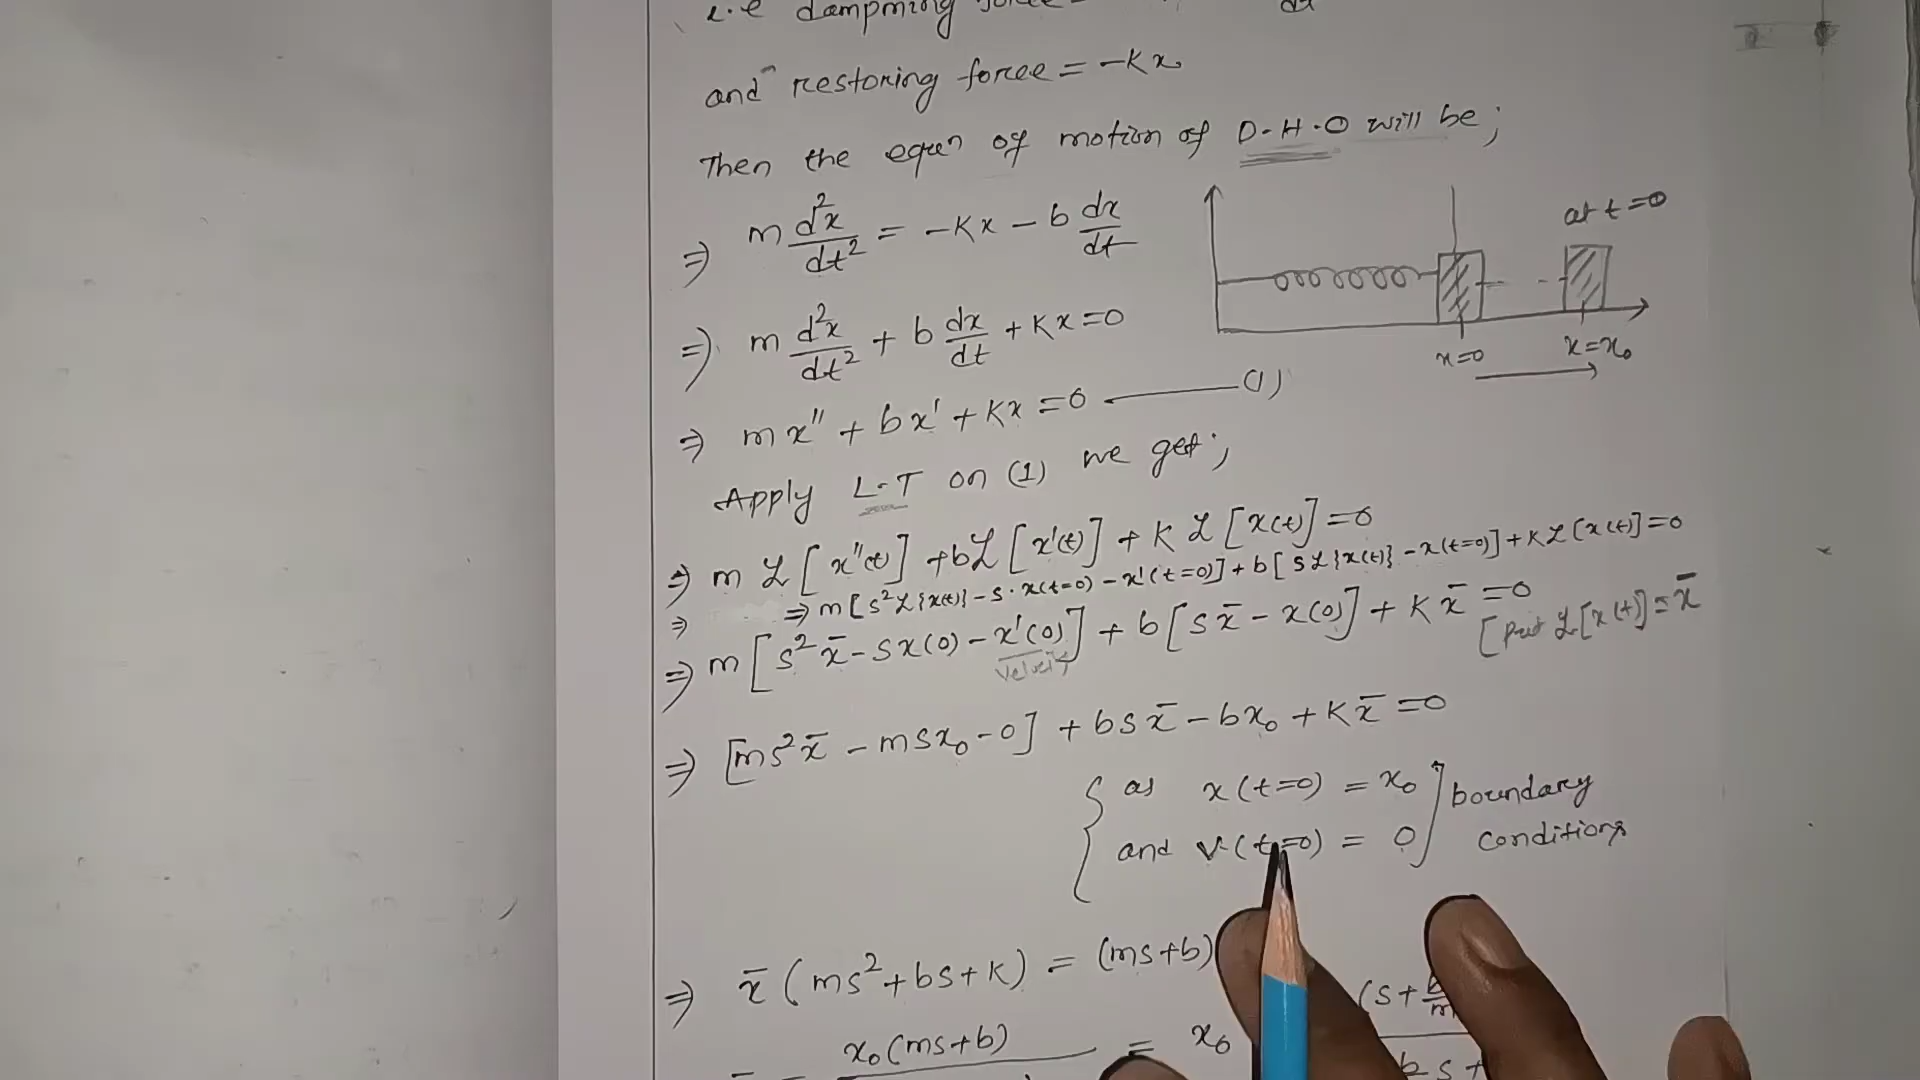 i.e dampning force =
dt
and restoring force = -Kx
Then the eqn of motion of D.H.O will be;
⇒ m d²x/dt² = -Kx - b dx/dt
at t=0
⇒ m d²x/dt² + b dx/dt + Kx = 0
x=0
x=x₀
⇒ mx'' + bx' + Kx = 0 ——— (1)
Apply L-T on (1) we get;
⇒ m ℒ[x''(t)] + bℒ[x'(t)] + K ℒ[x(t)] = 0
⇒ ⇒ m[s²ℒ{x(t)} - s·x(t=0) - x'(t=0)] + b[sℒ{x(t)} - x(t=0)] + Kℒ[x(t)] = 0
⇒ m[s²x̄ - sx(0) - x'(0)] + b[sx̄ - x(0)] + Kx̄ = 0
velocity
[Put ℒ[x(t)] = x̄
⇒ [ms²x̄ - msx₀ - 0] + bsx̄ - bx₀ + Kx̄ = 0
{ as x(t=0) = x₀ ] boundary
and v(t=0) = 0 ] conditions
⇒ x̄(ms² + bs + K) = (ms+b)
x₀(ms+b) = x₀ (s + b/m
bs +